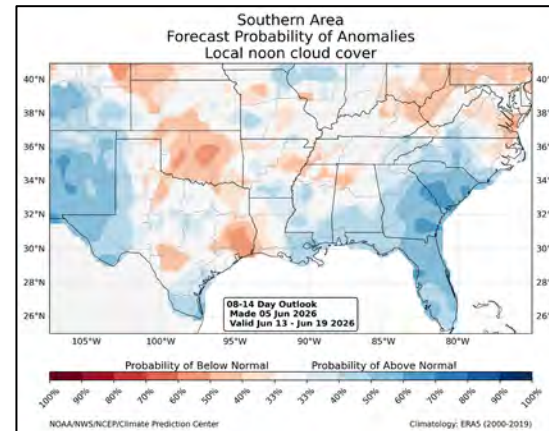 Southern Area
Forecast Probability of Anomalies
Local noon cloud cover
40°N
38°N
36°N
34°N
32°N
30°N
28°N
26°N
40°N
38°N
36°N
34°N
32°N
30°N
28°N
26°N
08-14 Day Outlook
Made 05 Jun 2026
Valid Jun 13 - Jun 19 2026
105°W 100°W 95°W 90°W 85°W 80°W
Probability of Below Normal Probability of Above Normal
100% 90% 80% 70% 60% 50% 40% 33% 33% 40% 50% 60% 70% 80% 90% 100%
NOAA/NWS/NCEP/Climate Prediction Center Climatology: ERA5 (2000-2019)